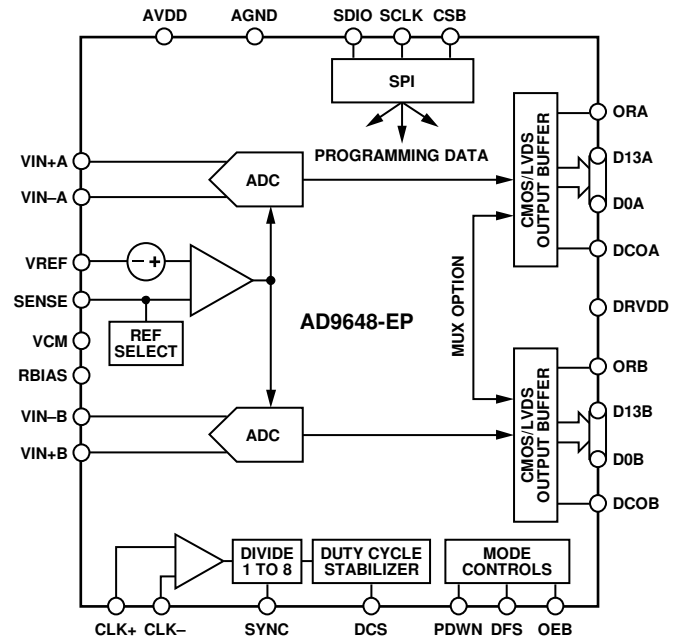 AVDD AGND SDIO SCLK CSB
SPI
PROGRAMMING DATA
VIN+A
VIN–A
ADC
CMOS/LVDS
OUTPUT BUFFER
ORA
D13A
D0A
DCOA
VREF
– +
SENSE
REF
SELECT
VCM
RBIAS
AD9648-EP
MUX OPTION
DRVDD
VIN–B
VIN+B
ADC
CMOS/LVDS
OUTPUT BUFFER
ORB
D13B
D0B
DCOB
DIVIDE
1 TO 8
DUTY CYCLE
STABILIZER
MODE
CONTROLS
CLK+ CLK– SYNC DCS PDWN DFS OEB